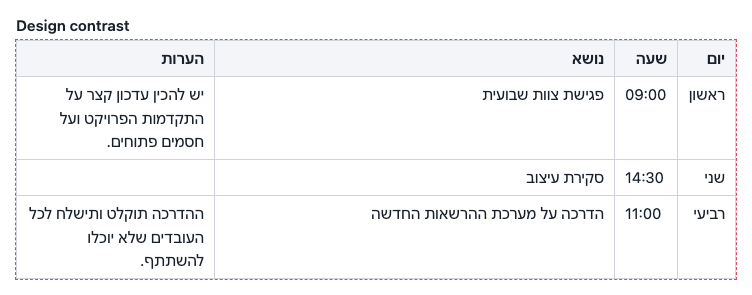 Design contrast
יום שעה נושא הערות
ראשון 09:00 פגישת צוות שבועית יש להכין עדכון קצר על
התקדמות הפרויקט ועל
חסמים פתוחים.
שני 14:30 סקירת עיצוב
רביעי 11:00 הדרכה על מערכת ההרשאות החדשה ההדרכה תוקלט ותישלח לכל
העובדים שלא יוכלו
להשתתף.